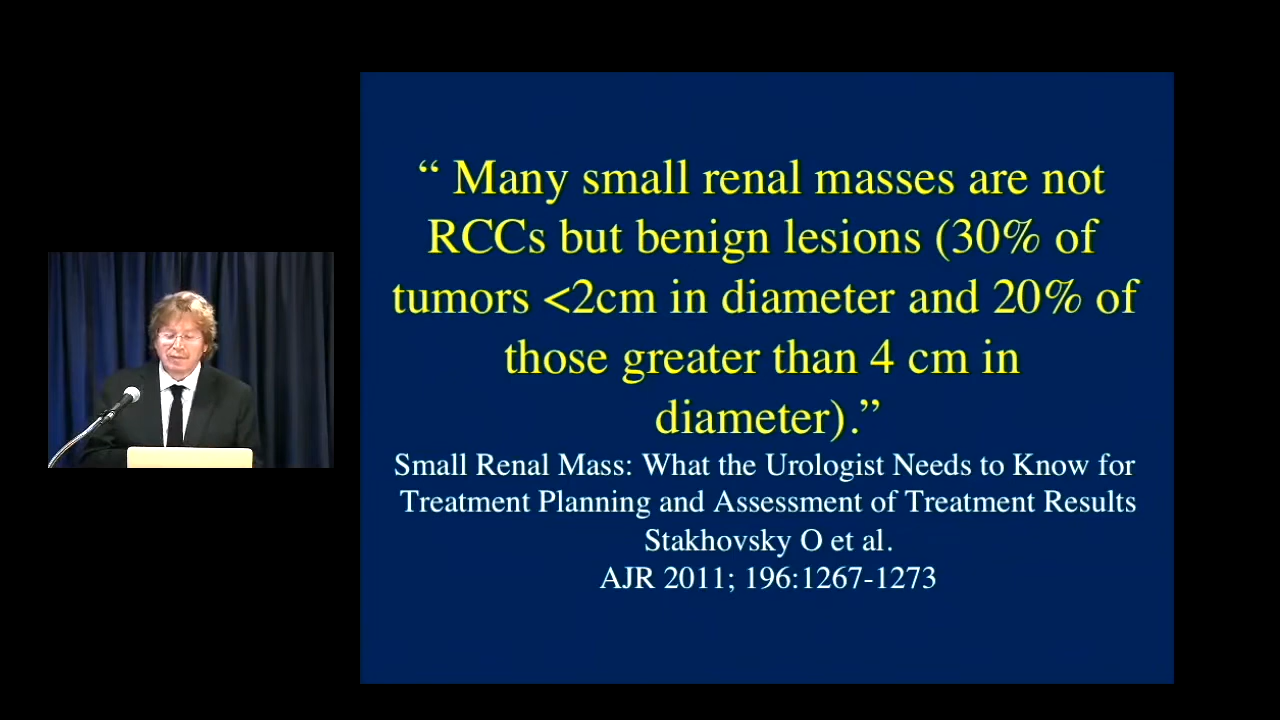 “ Many small renal masses are not
RCCs but benign lesions (30% of
tumors <2cm in diameter and 20% of
those greater than 4 cm in
diameter).”
Small Renal Mass: What the Urologist Needs to Know for
Treatment Planning and Assessment of Treatment Results
Stakhovsky O et al.
AJR 2011; 196:1267-1273